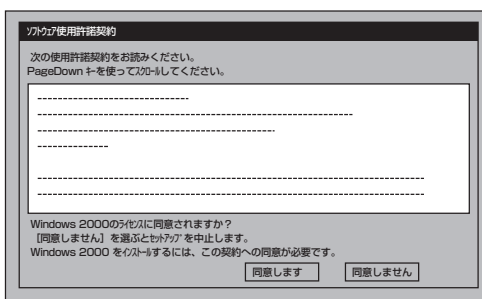 ソフトウェア使用許諾契約
次の使用許諾契約をお読みください。
PageDown キーを使ってスクロールしてください。
Windows 2000のライセンスに同意されますか？
［同意しません］を選ぶとセットアップを中止します。
Windows 2000 をインストールするには、この契約への同意が必要です。
同意します
同意しません